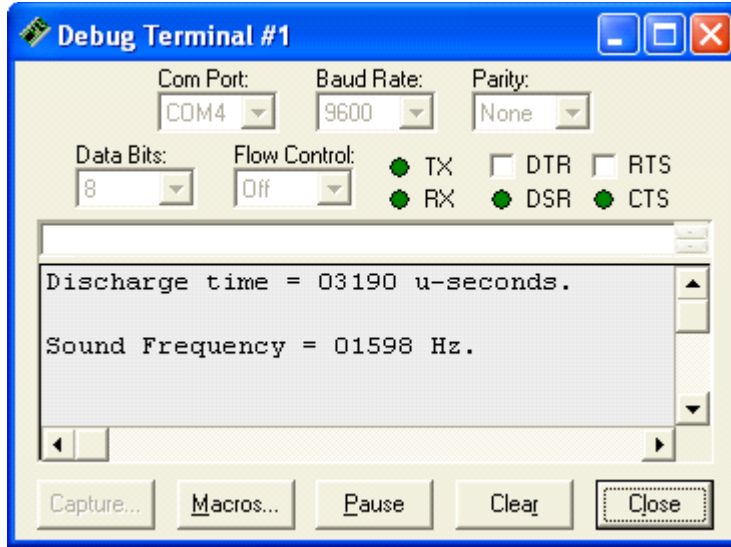 Debug Terminal #1
Com Port: Baud Rate: Parity:
COM4 9600 None
Data Bits: Flow Control: TX DTR RTS
8 Off RX DSR CTS
Discharge time = 03190 u-seconds.
Sound Frequency = 01598 Hz.
Capture... Macros... Pause Clear Close